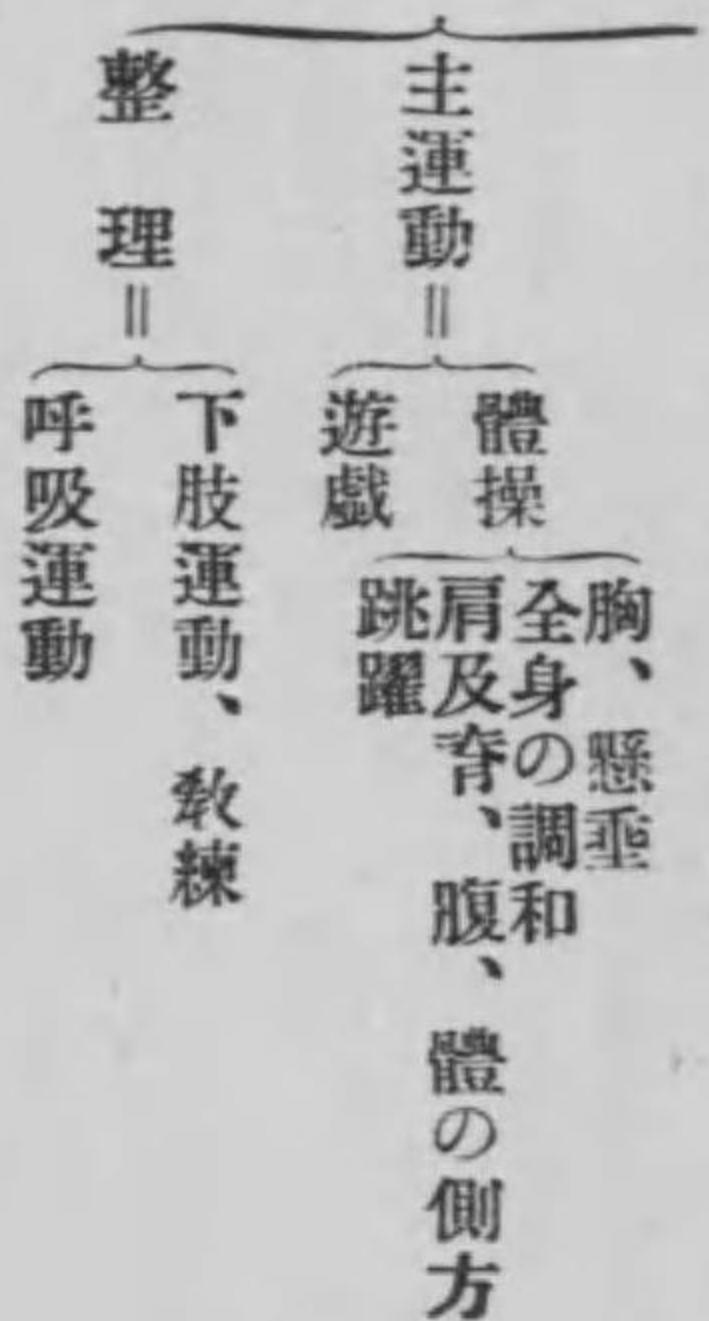 主運動＝
體操
胸、懸垂
全身の調和
肩及脊、腹、體の側方
跳躍
遊戲
整理＝
下肢運動、敎練
呼吸運動